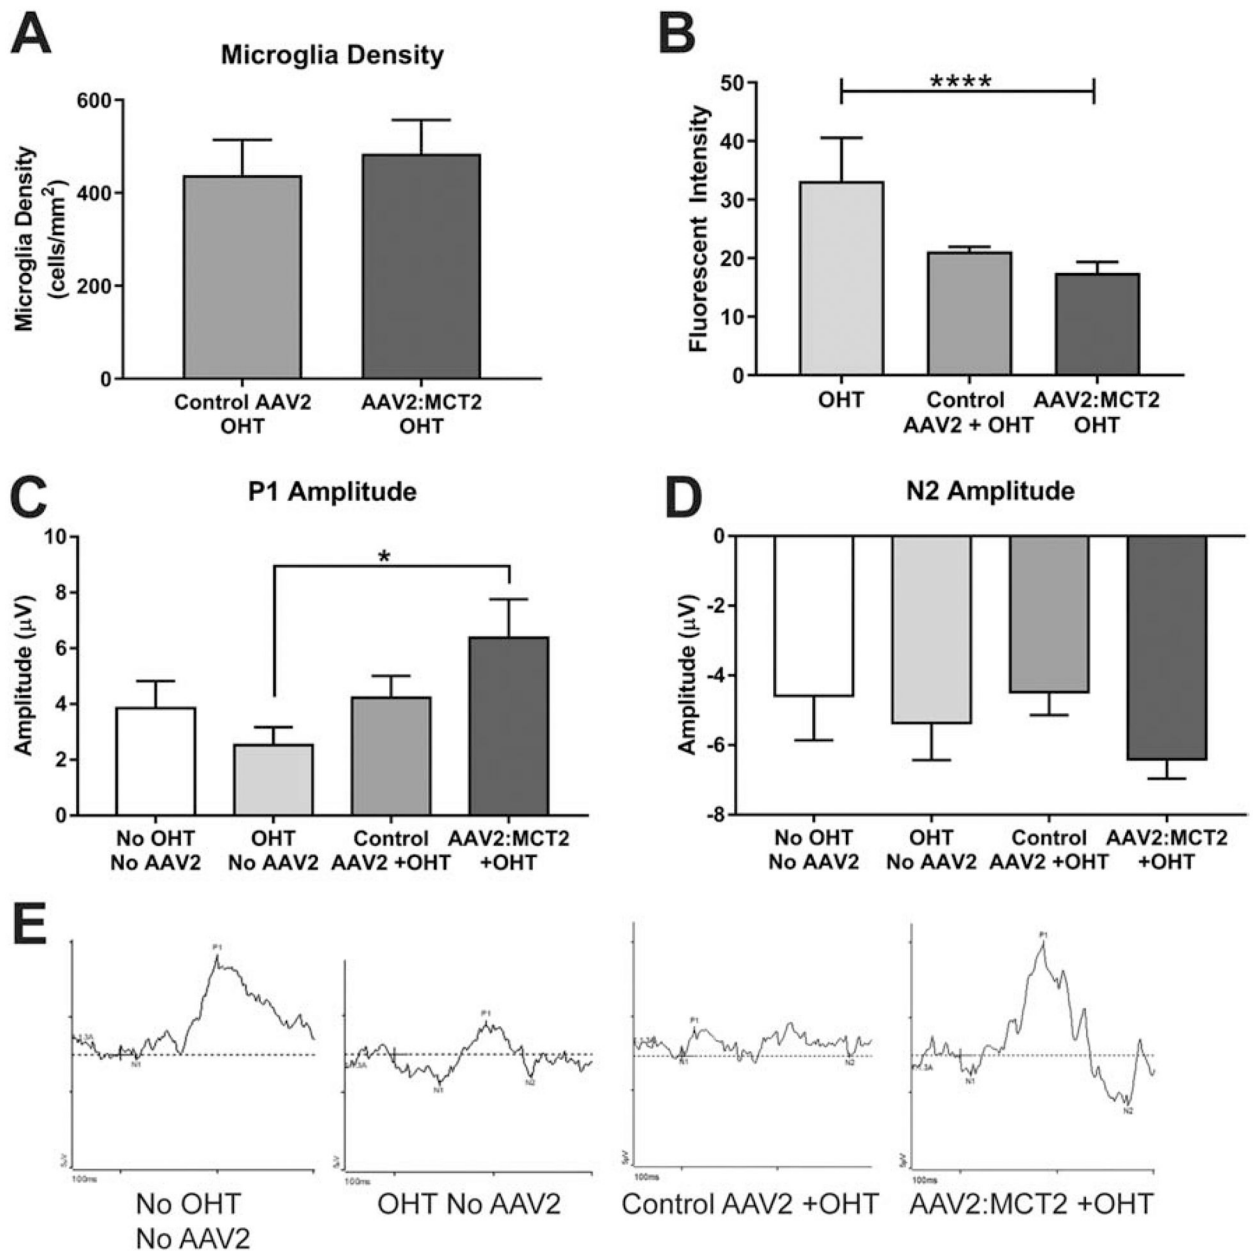 A
Microglia Density
Microglia Density
(cells/mm²)
600
400
200
0
Control AAV2
OHT
AAV2:MCT2
OHT
B
Fluorescent Intensity
50
40
30
20
10
0
****
OHT
Control
AAV2 + OHT
AAV2:MCT2
OHT
C
P1 Amplitude
Amplitude (μV)
10
8
6
4
2
0
*
No OHT
No AAV2
OHT
No AAV2
Control
AAV2 +OHT
AAV2:MCT2
+OHT
D
N2 Amplitude
Amplitude (μV)
0
-2
-4
-6
-8
No OHT
No AAV2
OHT
No AAV2
Control
AAV2 +OHT
AAV2:MCT2
+OHT
E
P1
N1
5μV
100ms
No OHT
No AAV2
P1
N1
N2
5μV
100ms
OHT No AAV2
P1
N1
N2
5μV
100ms
Control AAV2 +OHT
P1
N1
N2
5μV
100ms
AAV2:MCT2 +OHT